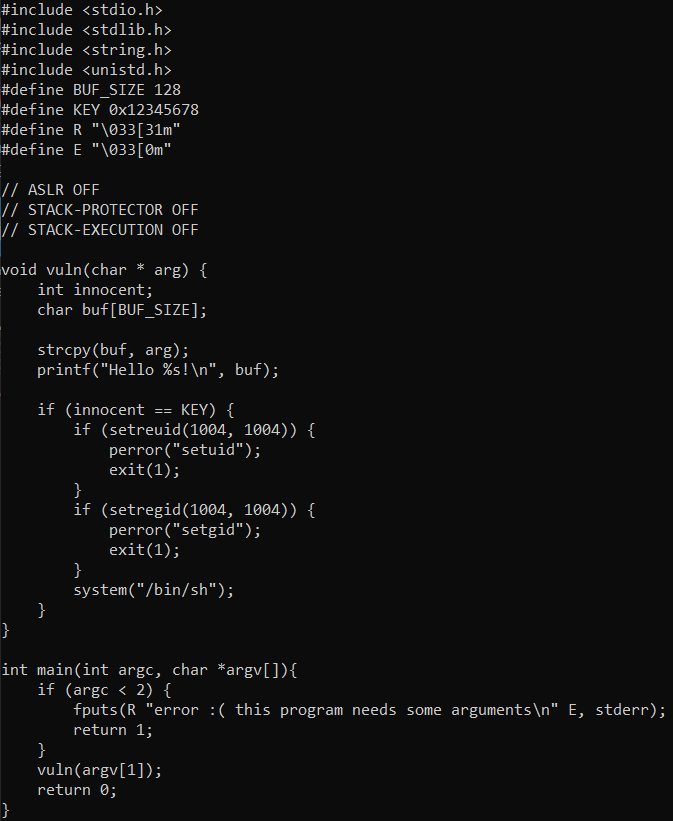 #include <stdio.h>
#include <stdlib.h>
#include <string.h>
#include <unistd.h>
#define BUF_SIZE 128
#define KEY 0x12345678
#define R "\033[31m"
#define E "\033[0m"

// ASLR OFF
// STACK-PROTECTOR OFF
// STACK-EXECUTION OFF

void vuln(char * arg) {
    int innocent;
    char buf[BUF_SIZE];

    strcpy(buf, arg);
    printf("Hello %s!\n", buf);

    if (innocent == KEY) {
        if (setreuid(1004, 1004)) {
            perror("setuid");
            exit(1);
        }
        if (setregid(1004, 1004)) {
            perror("setgid");
            exit(1);
        }
        system("/bin/sh");
    }
}

int main(int argc, char *argv[]){
    if (argc < 2) {
        fputs(R "error :( this program needs some arguments\n" E, stderr);
        return 1;
    }
    vuln(argv[1]);
    return 0;
}